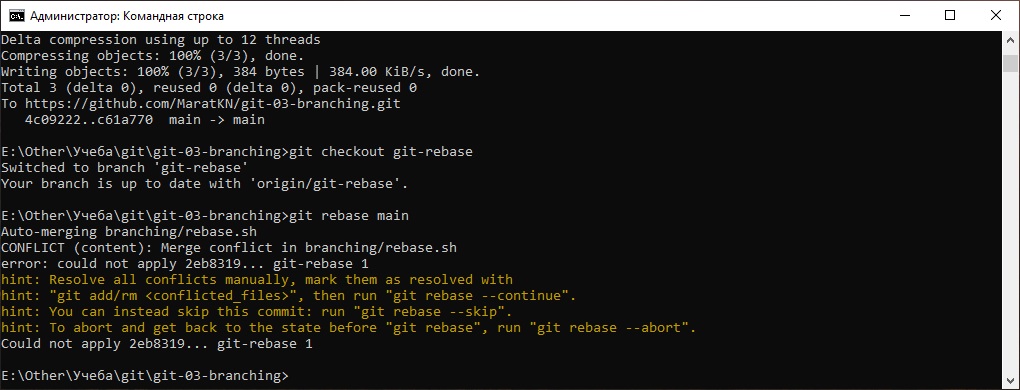 Администратор: Командная строка
Delta compression using up to 12 threads
Compressing objects: 100% (3/3), done.
Writing objects: 100% (3/3), 384 bytes | 384.00 KiB/s, done.
Total 3 (delta 0), reused 0 (delta 0), pack-reused 0
To https://github.com/MaratKN/git-03-branching.git
   4c09222..c61a770  main -> main

E:\Other\Учеба\git\git-03-branching>git checkout git-rebase
Switched to branch 'git-rebase'
Your branch is up to date with 'origin/git-rebase'.

E:\Other\Учеба\git\git-03-branching>git rebase main
Auto-merging branching/rebase.sh
CONFLICT (content): Merge conflict in branching/rebase.sh
error: could not apply 2eb8319... git-rebase 1
hint: Resolve all conflicts manually, mark them as resolved with
hint: "git add/rm <conflicted_files>", then run "git rebase --continue".
hint: You can instead skip this commit: run "git rebase --skip".
hint: To abort and get back to the state before "git rebase", run "git rebase --abort".
Could not apply 2eb8319... git-rebase 1

E:\Other\Учеба\git\git-03-branching>